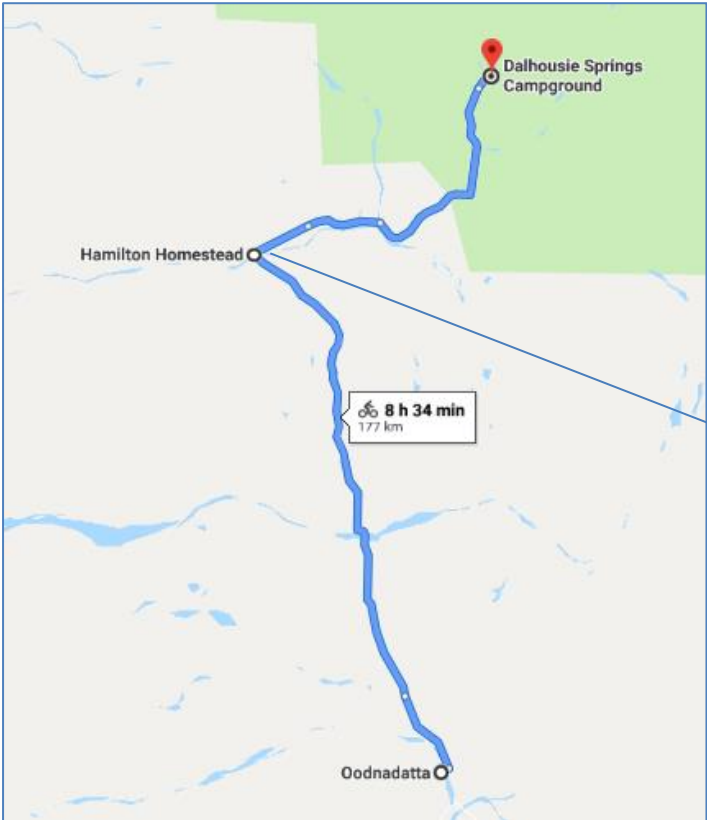 Dalhousie Springs
Campground
Hamilton Homestead
8 h 34 min
177 km
Oodnadatta